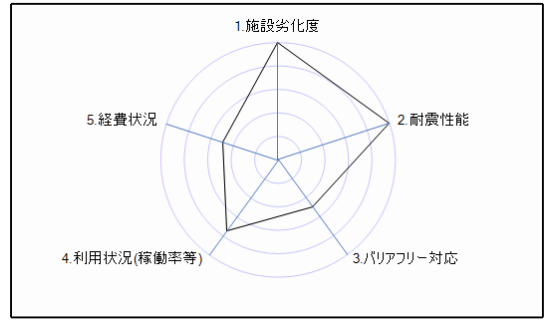 1.施設劣化度
2.耐震性能
3.バリアフリー対応
4.利用状況(稼働率等)
5.経費状況